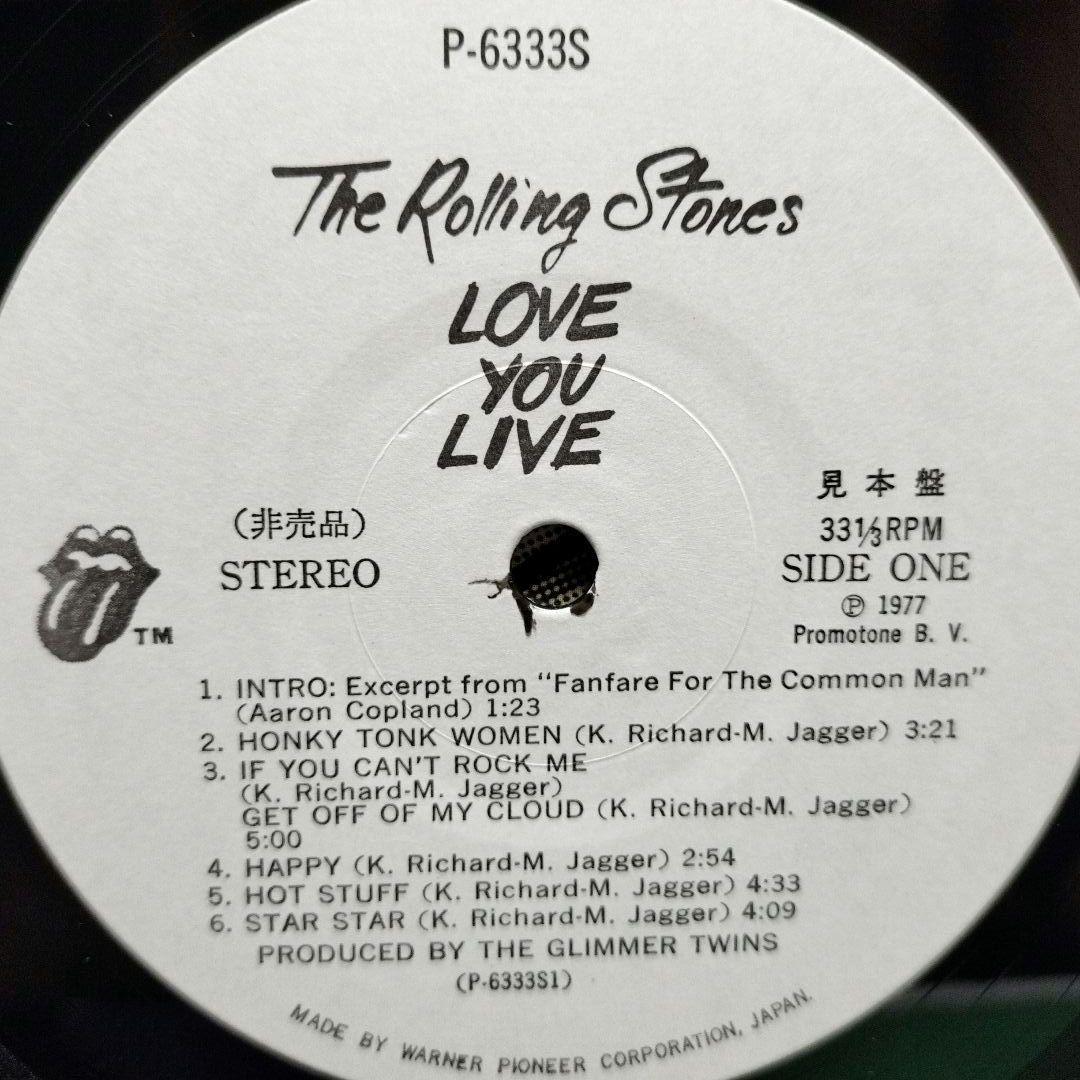 P-6333S
The Rolling Stones
LOVE
YOU
LIVE
見本盤
(非売品)
33⅓RPM
STEREO
SIDE ONE
Ⓟ 1977
TM
Promotone B. V.
1. INTRO: Excerpt from "Fanfare For The Common Man"
(Aaron Copland) 1:23
2. HONKY TONK WOMEN (K. Richard-M. Jagger) 3:21
3. IF YOU CAN'T ROCK ME
(K. Richard-M. Jagger)
GET OFF OF MY CLOUD (K. Richard-M. Jagger)
5:00
4. HAPPY (K. Richard-M. Jagger) 2:54
5. HOT STUFF (K. Richard-M. Jagger) 4:33
6. STAR STAR (K. Richard-M. Jagger) 4:09
PRODUCED BY THE GLIMMER TWINS
(P-6333S1)
MADE BY WARNER PIONEER CORPORATION, JAPAN.